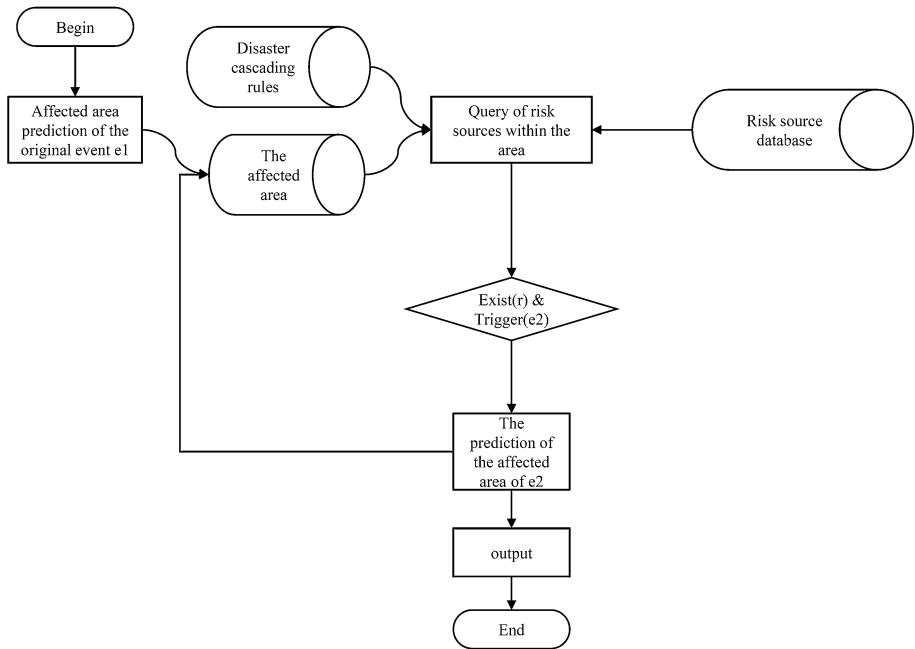 Begin
Disaster
cascading
rules
Affected area
prediction of the
original event e1
Query of risk
sources within the
area
Risk source
database
The
affected
area
Exist(r) &
Trigger(e2)
The
prediction of
the affected
area of e2
output
End